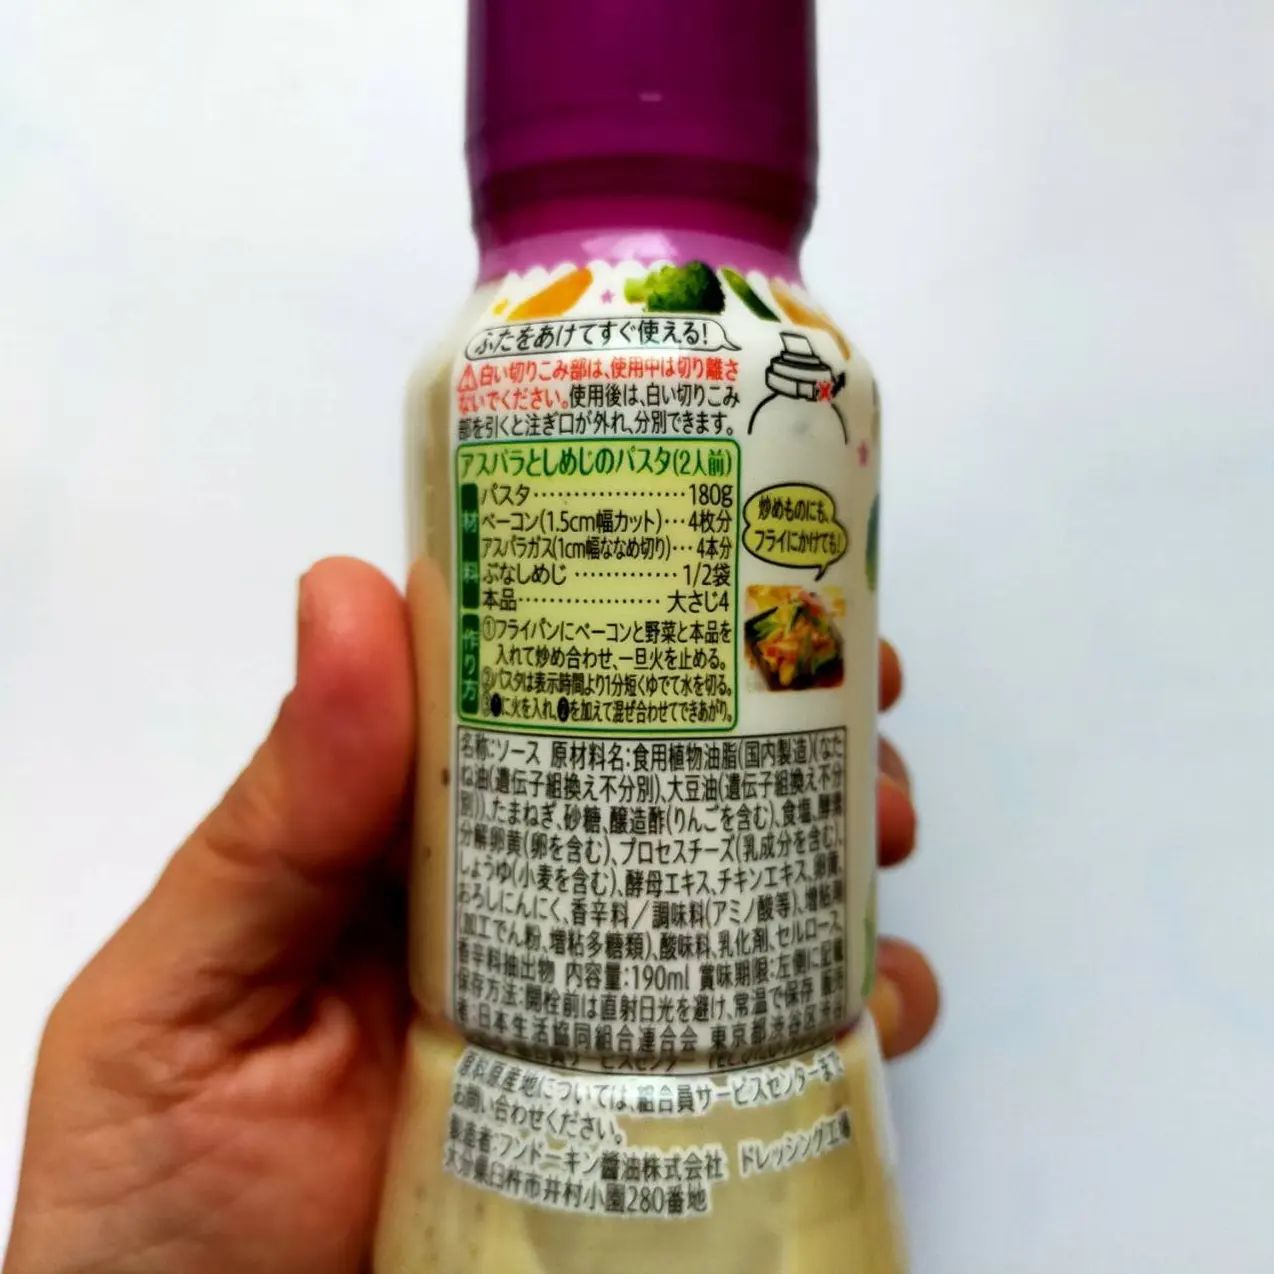 ふたをあけてすぐ使える!
⚠白い切りこみ部は、使用中は切り離さ
ないでください。使用後は、白い切りこみ
部を引くと注ぎ口が外れ、分別できます。
アスパラとしめじのパスタ(2人前)
材料
パスタ……………… 180g
ベーコン(1.5cm幅カット)… 4枚分
アスパラガス(1cm幅ななめ切り)… 4本分
ぶなしめじ ………… 1/2袋
本品……………… 大さじ4
作り方
①フライパンにベーコンと野菜と本品を
入れて炒め合わせ、一旦火を止める。
②パスタは表示時間より1分短くゆでて水を切る。
③❶に火を入れ、❷を加えて混ぜ合わせてできあがり。
炒めものにも、
フライにかけても!
名称:ソース 原材料名:食用植物油脂(国内製造)(なた
ね油(遺伝子組換え不分別)、大豆油(遺伝子組換え不分
別))、たまねぎ、砂糖、醸造酢(りんごを含む)、食塩、酵素
分解卵黄(卵を含む)、プロセスチーズ(乳成分を含む)、
しょうゆ(小麦を含む)、酵母エキス、チキンエキス、卵黄、
おろしにんにく、香辛料/調味料(アミノ酸等)、増粘剤
(加工でん粉、増粘多糖類)、酸味料、乳化剤、セルロース、
香辛料抽出物 内容量:190ml 賞味期限:左側に記載
保存方法:開栓前は直射日光を避け、常温で保存 販売
者:日本生活協同組合連合会 東京都渋谷区渋谷
原料原産地については、組合員サービスセンターまで
お問い合わせください。
製造者:フンドーキン醤油株式会社 ドレッシング工場
大分県臼杵市井村小園280番地